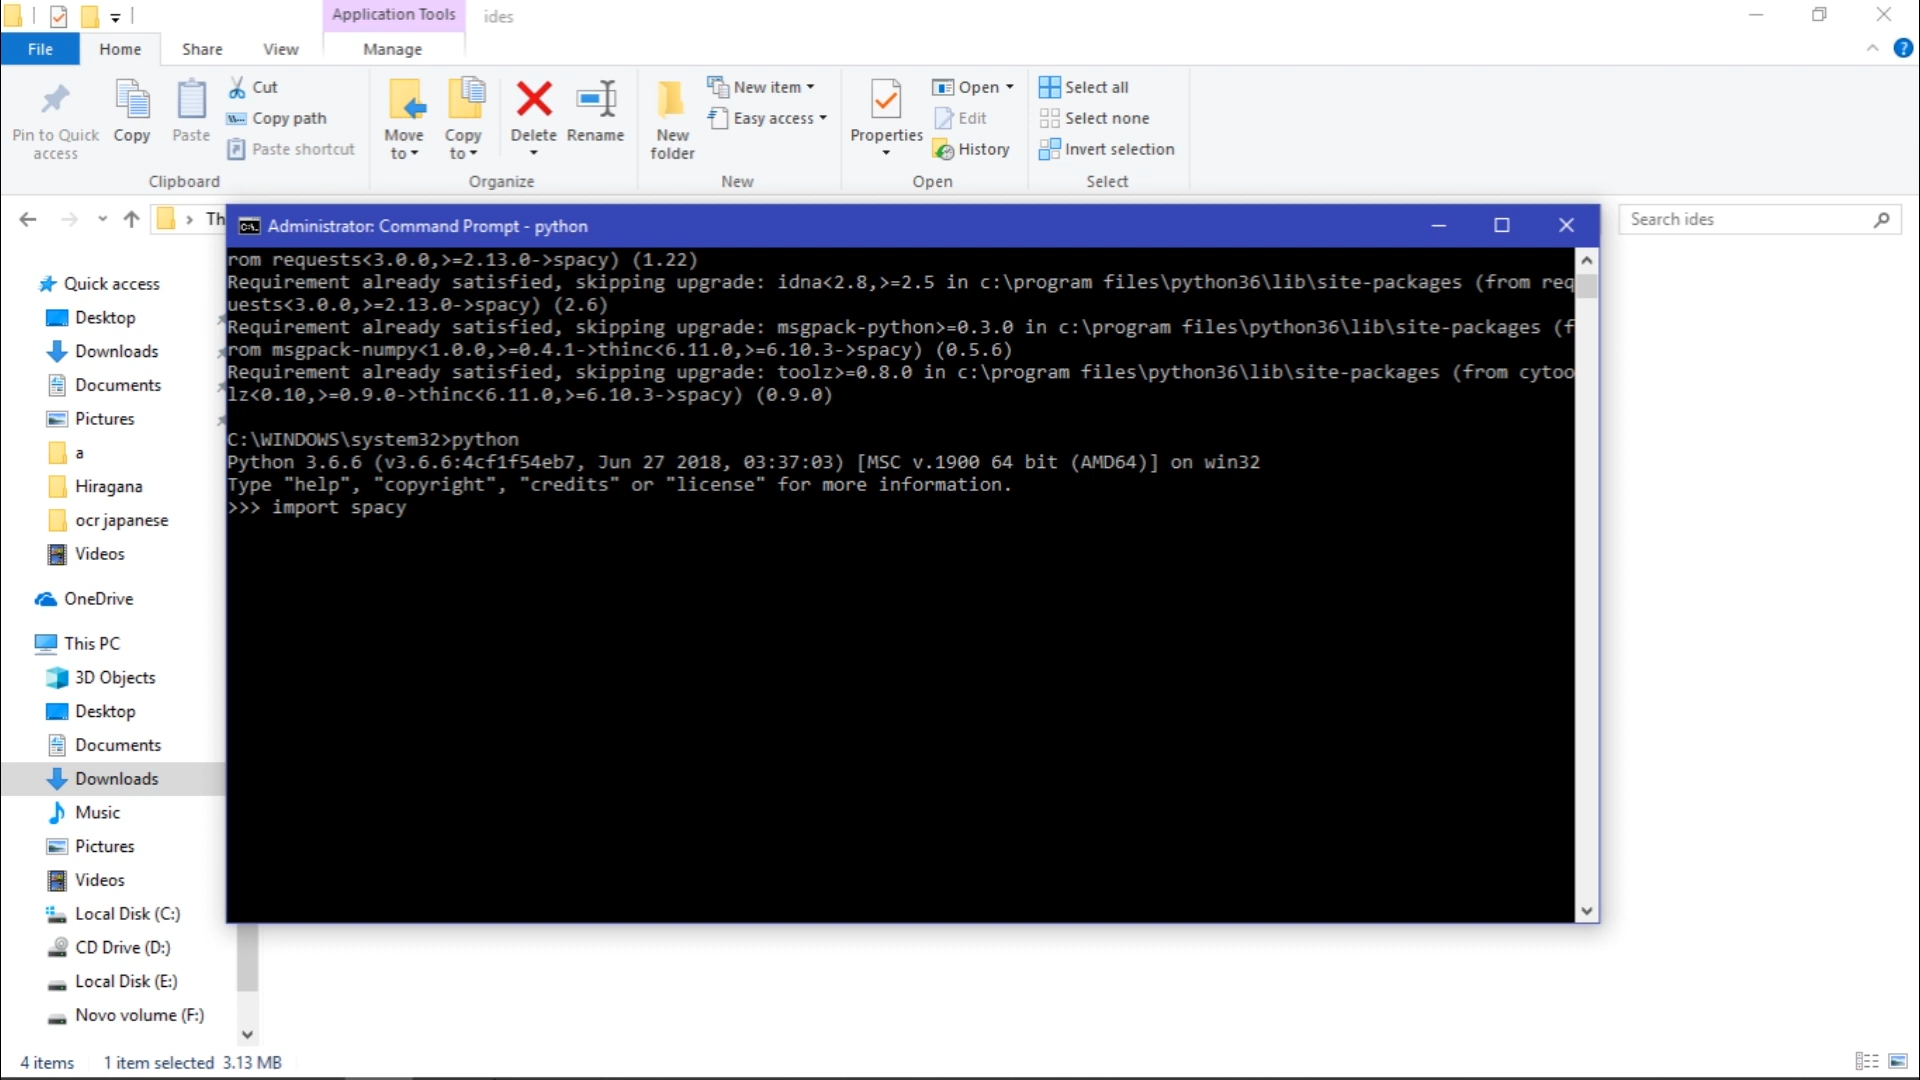 Application Tools
ides
File
Home
Share
View
Manage
Pin to Quick access
Copy
Paste
Cut
Copy path
Paste shortcut
Clipboard
Move to
Copy to
Delete
Rename
Organize
New folder
New item
Easy access
New
Properties
Open
Edit
History
Open
Select all
Select none
Invert selection
Select
Th
Search ides
Administrator: Command Prompt - python
rom requests<3.0.0,>=2.13.0->spacy) (1.22)
Requirement already satisfied, skipping upgrade: idna<2.8,>=2.5 in c:\program files\python36\lib\site-packages (from req
uests<3.0.0,>=2.13.0->spacy) (2.6)
Requirement already satisfied, skipping upgrade: msgpack-python>=0.3.0 in c:\program files\python36\lib\site-packages (f
rom msgpack-numpy<1.0.0,>=0.4.1->thinc<6.11.0,>=6.10.3->spacy) (0.5.6)
Requirement already satisfied, skipping upgrade: toolz>=0.8.0 in c:\program files\python36\lib\site-packages (from cytoo
lz<0.10,>=0.9.0->thinc<6.11.0,>=6.10.3->spacy) (0.9.0)
C:\WINDOWS\system32>python
Python 3.6.6 (v3.6.6:4cf1f54eb7, Jun 27 2018, 03:37:03) [MSC v.1900 64 bit (AMD64)] on win32
Type "help", "copyright", "credits" or "license" for more information.
>>> import spacy
Quick access
Desktop
Downloads
Documents
Pictures
a
Hiragana
ocr japanese
Videos
OneDrive
This PC
3D Objects
Desktop
Documents
Downloads
Music
Pictures
Videos
Local Disk (C:)
CD Drive (D:)
Local Disk (E:)
Novo volume (F:)
4 items
1 item selected 3.13 MB